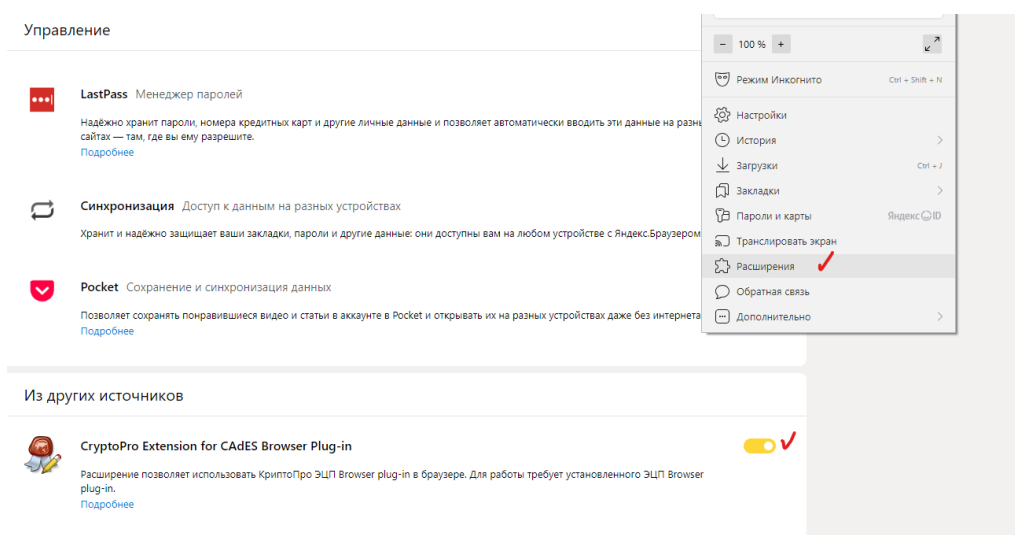 Управление
LastPass Менеджер паролей
Надёжно хранит пароли, номера кредитных карт и другие личные данные и позволяет автоматически вводить эти данные на
сайтах — там, где вы ему разрешите.
Подробнее
Синхронизация Доступ к данным на разных устройствах
Хранит и надёжно защищает ваши закладки, пароли и другие данные: они доступны вам на любом устройстве с Яндекс.Браузером
Pocket Сохранение и синхронизация данных
Позволяет сохранять понравившиеся видео и статьи в аккаунте в Pocket и открывать их на разных устройствах даже без интернета
Подробнее
Из других источников
CryptoPro Extension for CAdES Browser Plug-in
Расширение позволяет использовать КриптоПро ЭЦП Browser plug-in в браузере. Для работы требует установленного ЭЦП Browser
plug-in.
Подробнее
− 100 % +
Режим Инкогнито Ctrl + Shift + N
Настройки
История
Загрузки Ctrl + J
Закладки
Пароли и карты Яндекс ID
Транслировать экран
Расширения
Обратная связь
Дополнительно